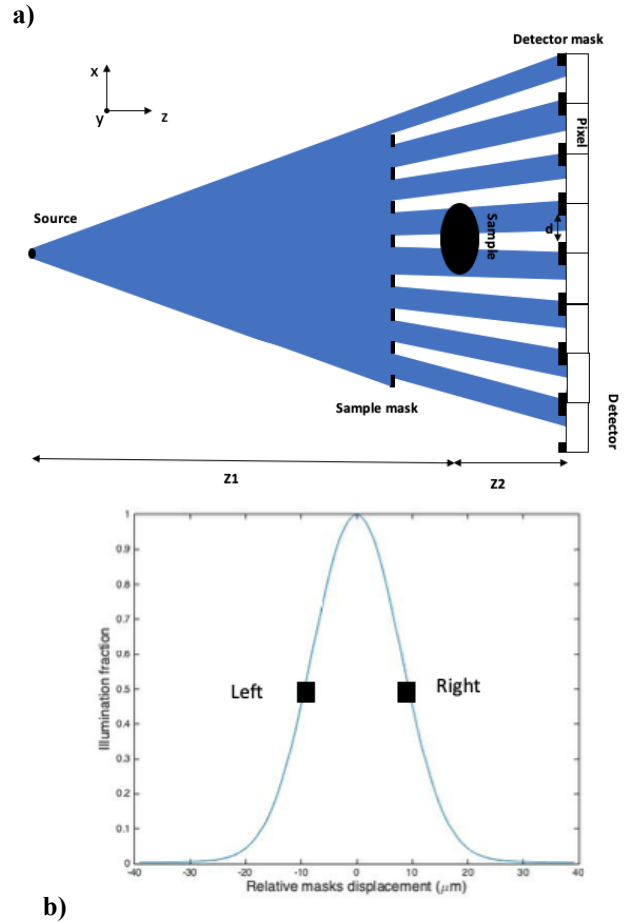 a)
Detector mask
x
y
z
Pixel
Source
Sample
d
Sample mask
Detector
Z1
Z2
1
0.9
0.8
0.7
0.6
0.5
0.4
0.3
0.2
0.1
0
Illumination fraction
Left
Right
-40
-30
-20
-10
0
10
20
30
40
Relative masks displacement (μm)
b)